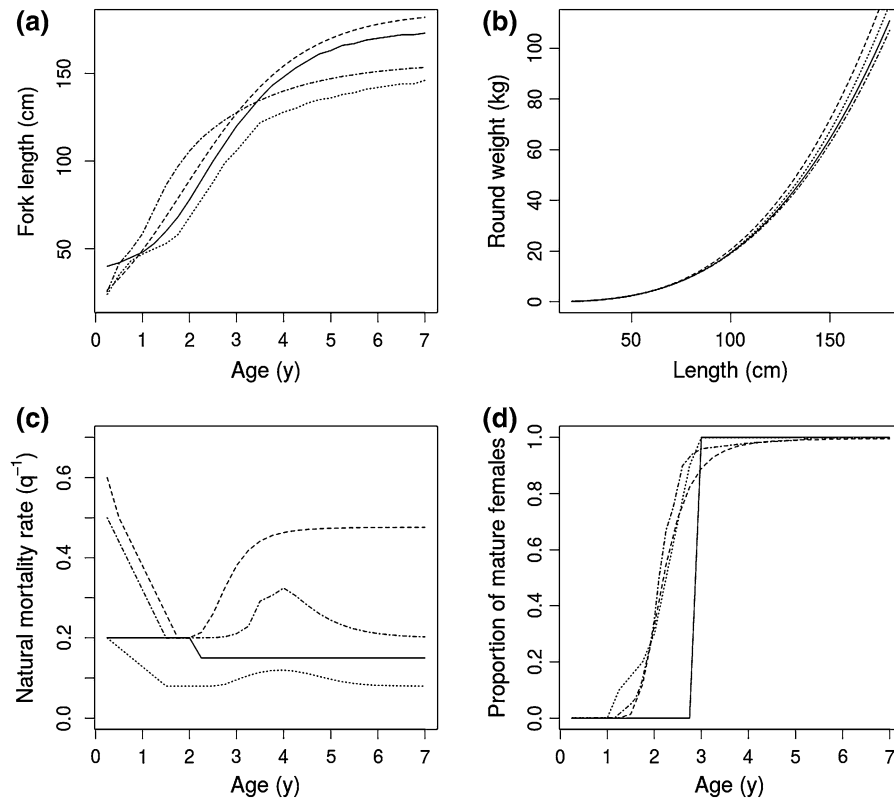 (a)
Fork length (cm)
50
100
150
0 1 2 3 4 5 6 7
Age (y)
(b)
Round weight (kg)
0
20
40
60
80
100
50 100 150
Length (cm)
(c)
Natural mortality rate (q⁻¹)
0.0
0.2
0.4
0.6
0 1 2 3 4 5 6 7
Age (y)
(d)
Proportion of mature females
0.0
0.2
0.4
0.6
0.8
1.0
0 1 2 3 4 5 6 7
Age (y)